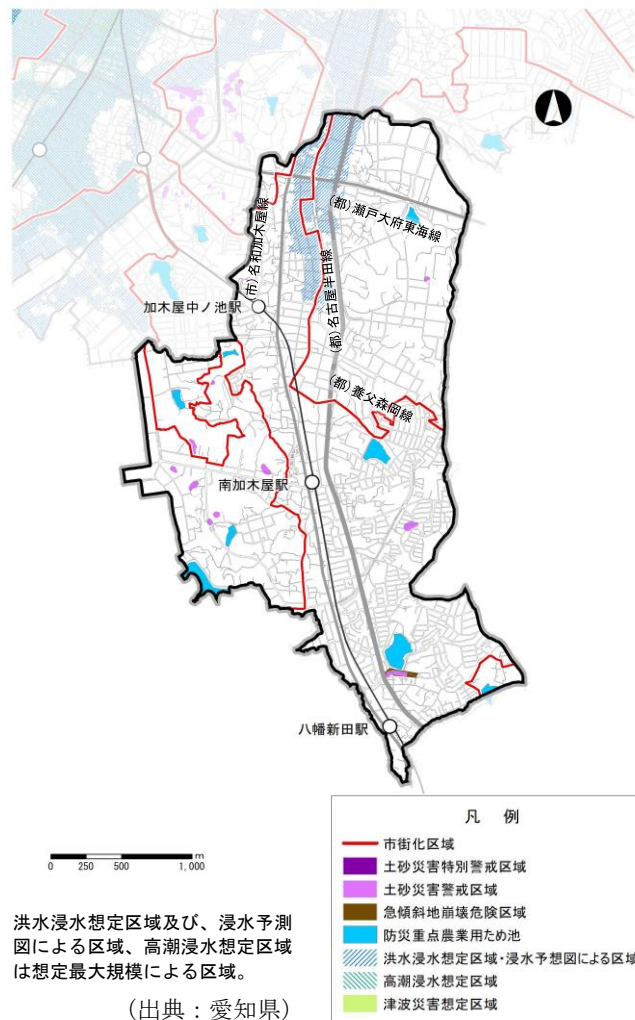 (都)瀬戸大府東海線
(市)名和加木屋線
(都)名古屋半田線
加木屋中ノ池駅
(都)養父森岡線
南加木屋駅
八幡新田駅
0 250 500 1,000 m
洪水浸水想定区域及び、浸水予測
図による区域、高潮浸水想定区域
は想定最大規模による区域。
(出典:愛知県)
凡 例
市街化区域
土砂災害特別警戒区域
土砂災害警戒区域
急傾斜地崩壊危険区域
防災重点農業用ため池
洪水浸水想定区域・浸水予想図による区域
高潮浸水想定区域
津波災害想定区域